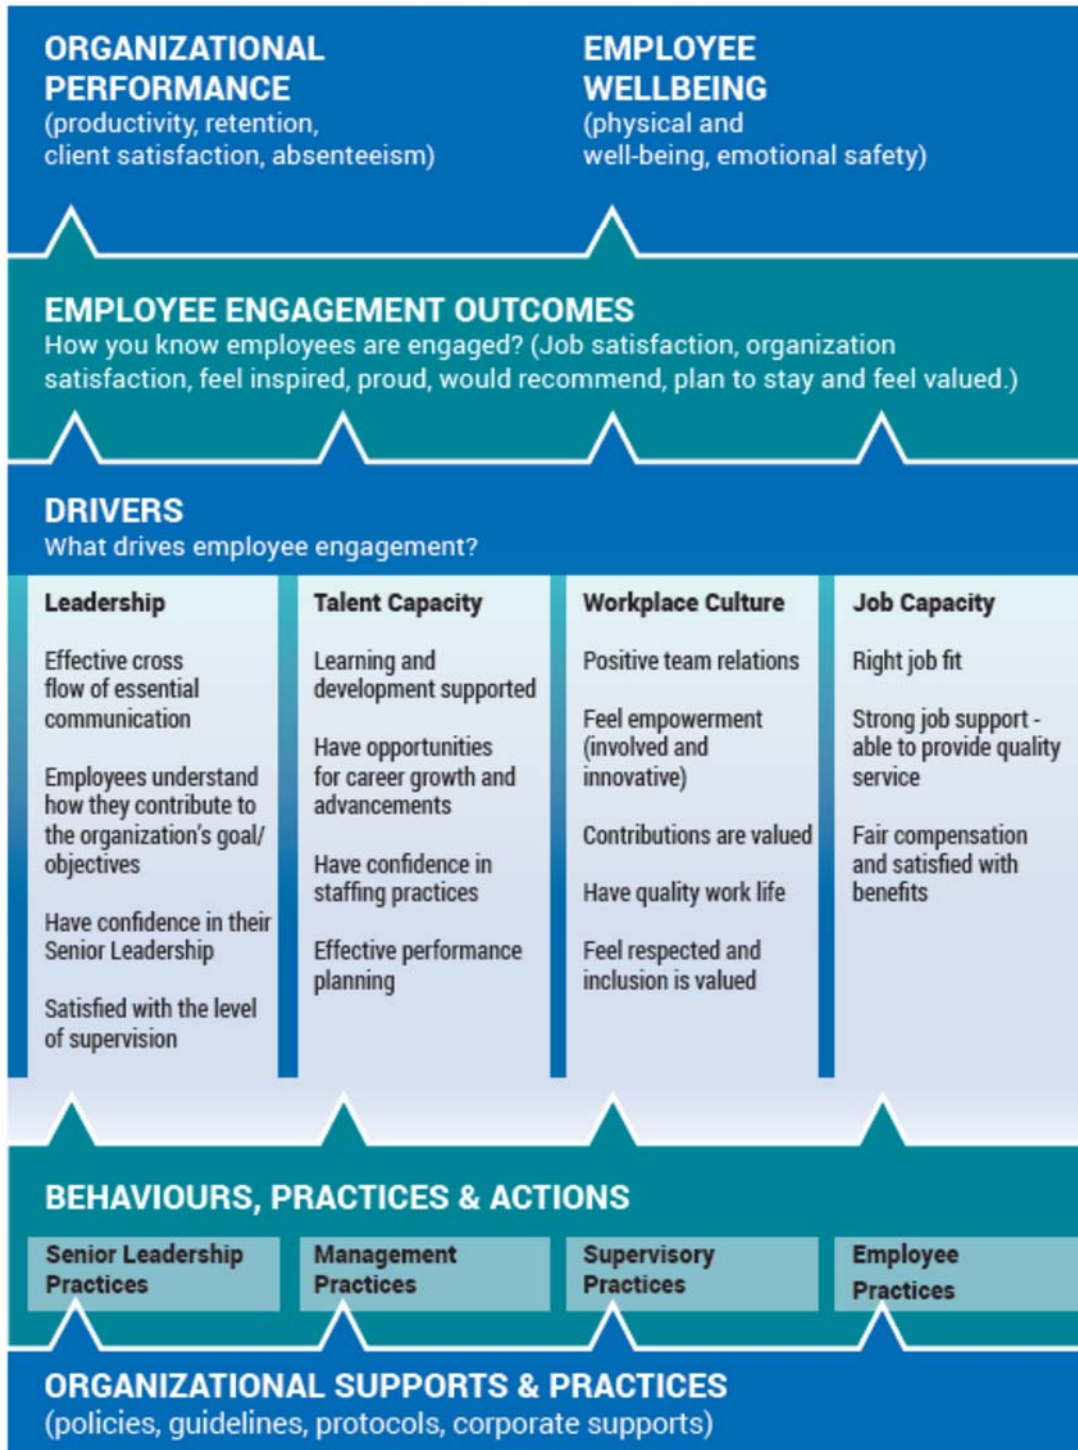 ORGANIZATIONAL
PERFORMANCE
(productivity, retention,
client satisfaction, absenteeism)
EMPLOYEE
WELLBEING
(physical and
well-being, emotional safety)
EMPLOYEE ENGAGEMENT OUTCOMES
How you know employees are engaged? (Job satisfaction, organization
satisfaction, feel inspired, proud, would recommend, plan to stay and feel valued.)
DRIVERS
What drives employee engagement?
Leadership
Effective cross
flow of essential
communication
Employees understand
how they contribute to
the organization's goal/
objectives
Have confidence in their
Senior Leadership
Satisfied with the level
of supervision
Talent Capacity
Learning and
development supported
Have opportunities
for career growth and
advancements
Have confidence in
staffing practices
Effective performance
planning
Workplace Culture
Positive team relations
Feel empowerment
(involved and
innovative)
Contributions are valued
Have quality work life
Feel respected and
inclusion is valued
Job Capacity
Right job fit
Strong job support -
able to provide quality
service
Fair compensation
and satisfied with
benefits
BEHAVIOURS, PRACTICES & ACTIONS
Senior Leadership
Practices
Management
Practices
Supervisory
Practices
Employee
Practices
ORGANIZATIONAL SUPPORTS & PRACTICES
(policies, guidelines, protocols, corporate supports)